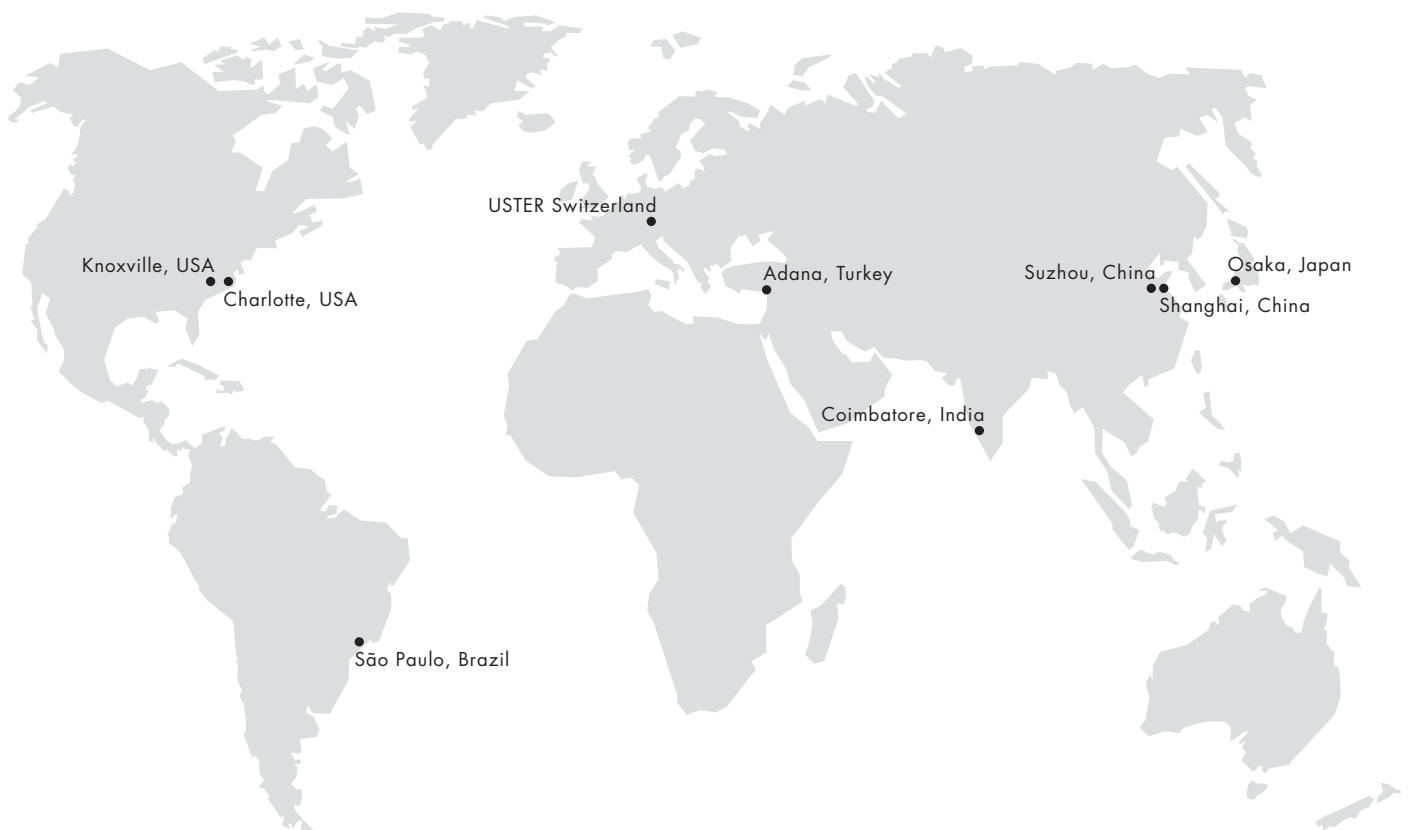 USTER Switzerland
Knoxville, USA
Charlotte, USA
Adana, Turkey
Suzhou, China
Osaka, Japan
Shanghai, China
Coimbatore, India
São Paulo, Brazil